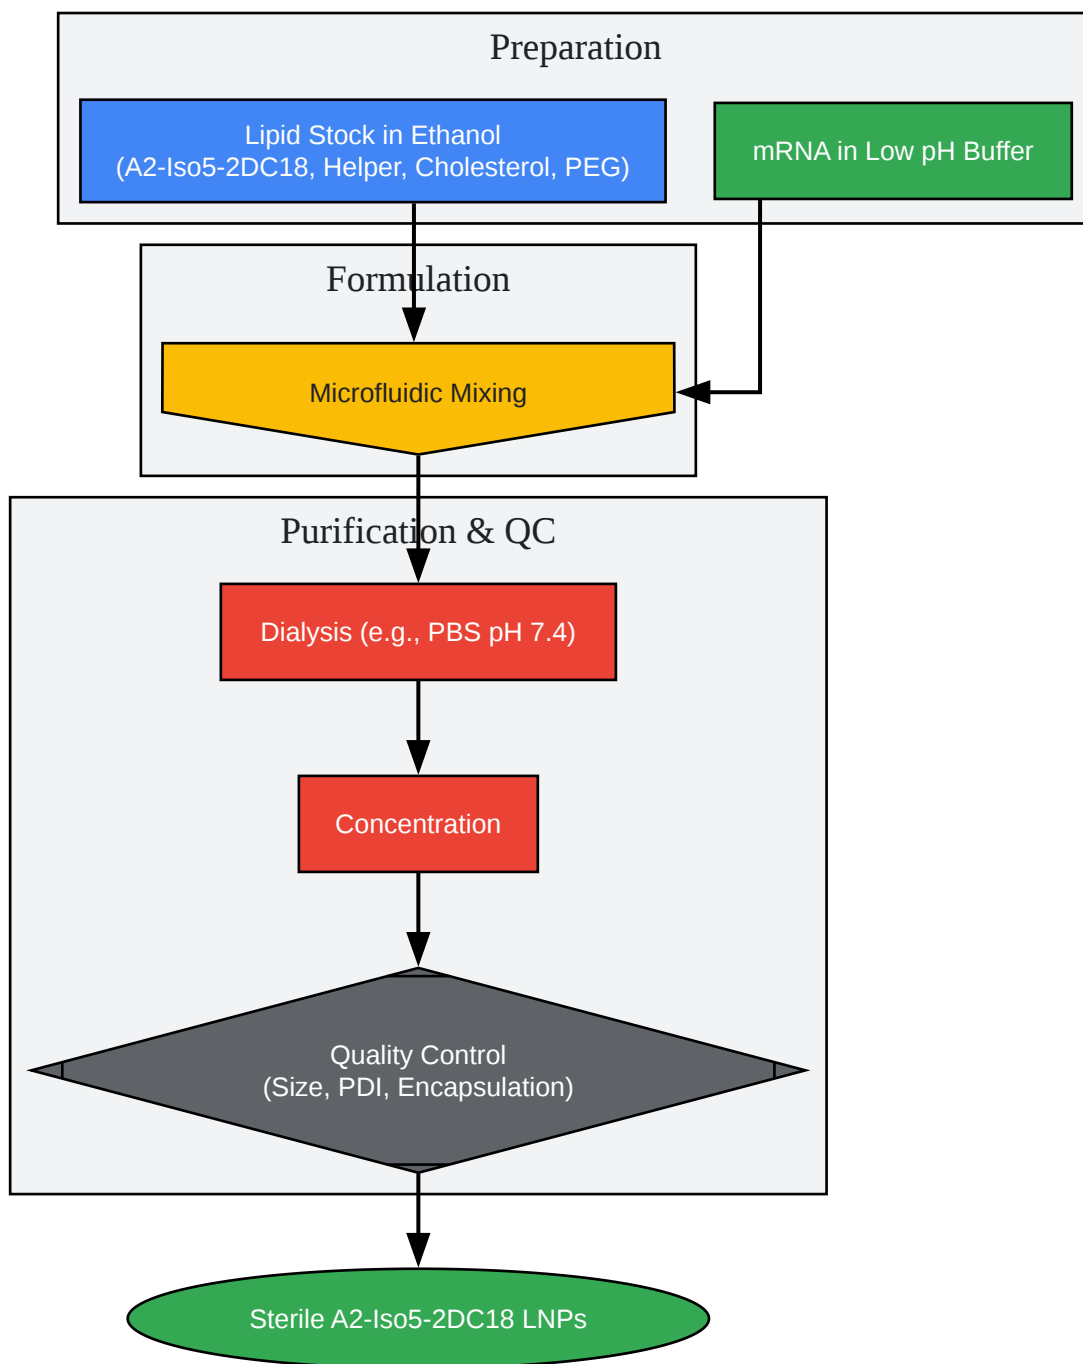 Preparation
Lipid Stock in Ethanol
(A2-Iso5-2DC18, Helper, Cholesterol, PEG)
mRNA in Low pH Buffer
Formulation
Microfluidic Mixing
Purification & QC
Dialysis (e.g., PBS pH 7.4)
Concentration
Quality Control
(Size, PDI, Encapsulation)
Sterile A2-Iso5-2DC18 LNPs